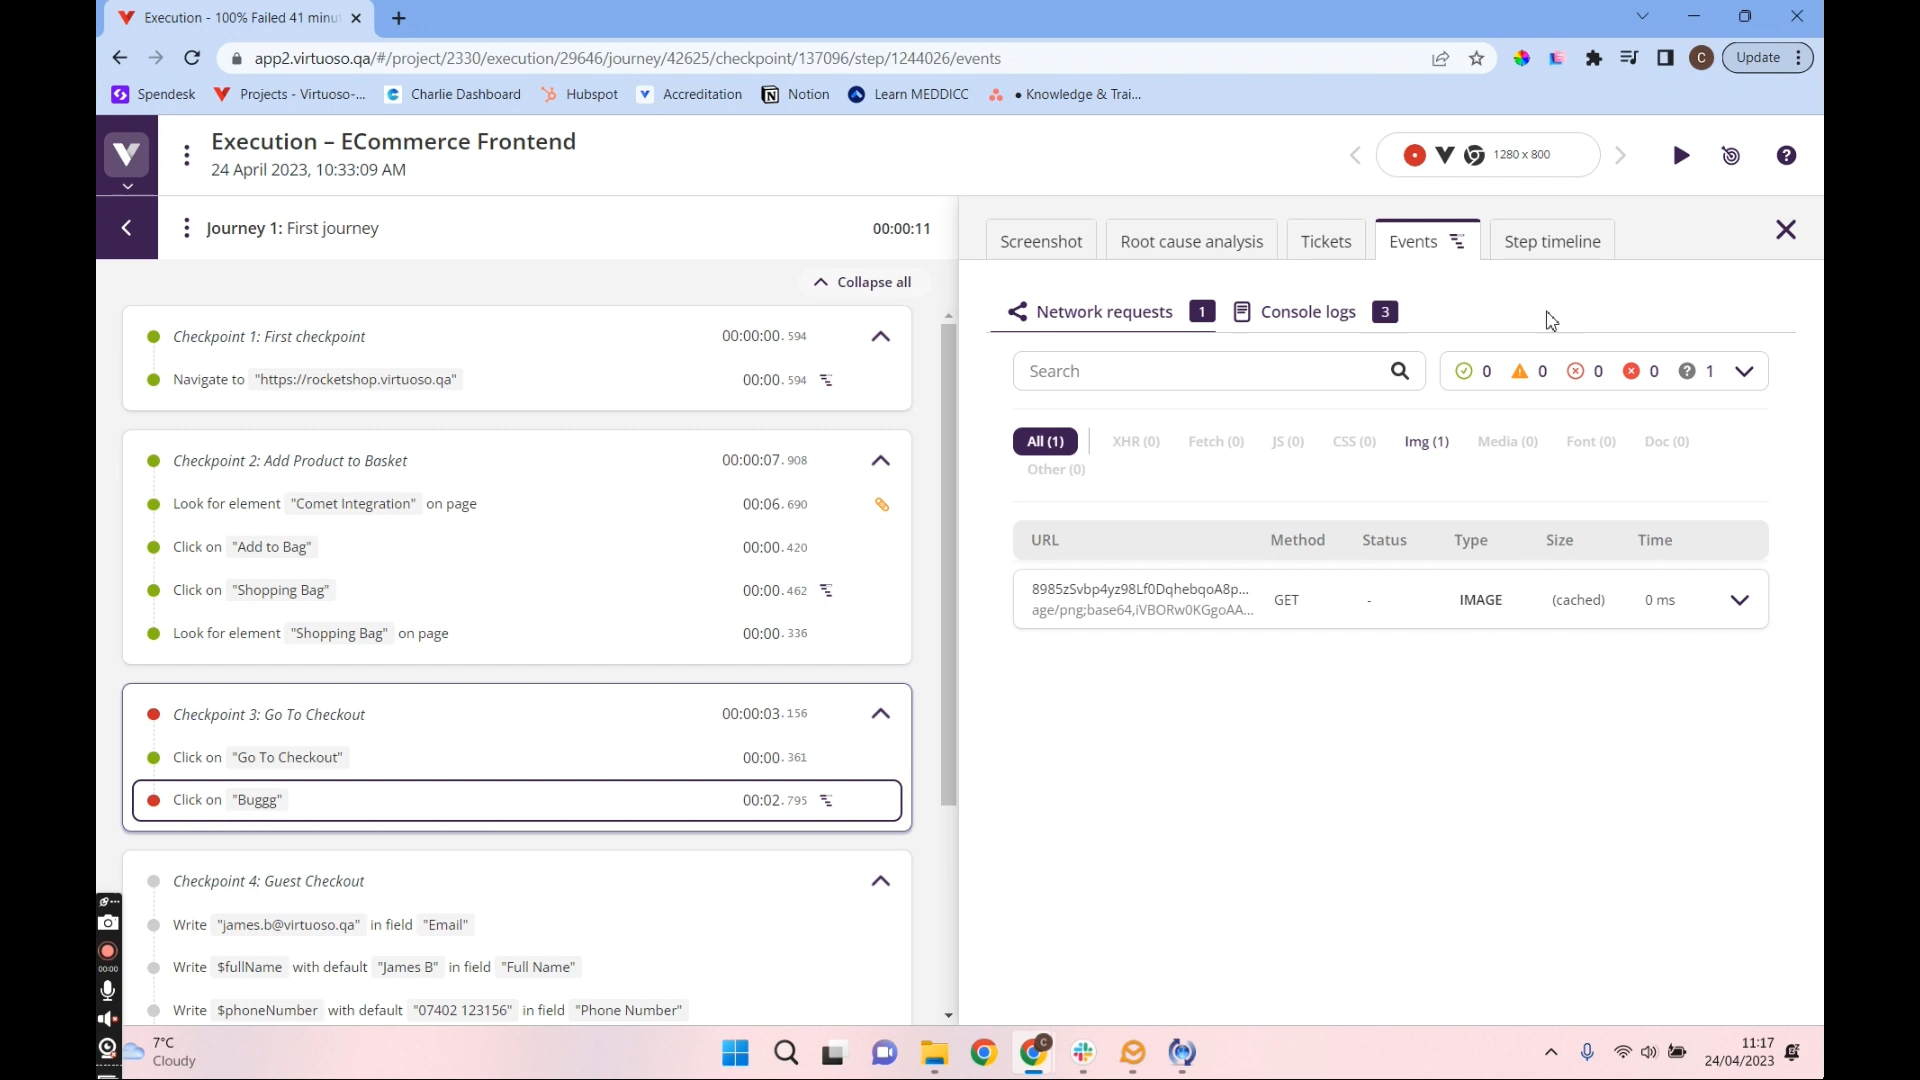 Execution - 100% Failed 41 minu
app2.virtuoso.qa/#/project/2330/execution/29646/journey/42625/checkpoint/137096/step/1244026/events
C
Update
Spendesk
Projects - Virtuoso-...
Charlie Dashboard
Hubspot
Accreditation
Notion
Learn MEDDICC
• Knowledge & Trai...
Execution – ECommerce Frontend
24 April 2023, 10:33:09 AM
1280 x 800
Journey 1: First journey
00:00:11
Screenshot
Root cause analysis
Tickets
Events
Step timeline
Collapse all
Checkpoint 1: First checkpoint
00:00:00.594
Navigate to "https://rocketshop.virtuoso.qa"
00:00.594
Checkpoint 2: Add Product to Basket
00:00:07.908
Look for element "Comet Integration" on page
00:06.690
Click on "Add to Bag"
00:00.420
Click on "Shopping Bag"
00:00.462
Look for element "Shopping Bag" on page
00:00.336
Checkpoint 3: Go To Checkout
00:00:03.156
Click on "Go To Checkout"
00:00.361
Click on "Buggg"
00:02.795
Checkpoint 4: Guest Checkout
Write "james.b@virtuoso.qa" in field "Email"
Write $fullName with default "James B" in field "Full Name"
Write $phoneNumber with default "07402 123156" in field "Phone Number"
Network requests 1
Console logs 3
Search
0 0 0 0 1
All (1)
XHR (0)
Fetch (0)
JS (0)
CSS (0)
Img (1)
Media (0)
Font (0)
Doc (0)
Other (0)
URL
Method
Status
Type
Size
Time
8985zSvbp4yz98Lf0DqhebqoA8p...
age/png;base64,iVBORw0KGgoAA...
GET
-
IMAGE
(cached)
0 ms
00:00
7°C
Cloudy
C
11:17
24/04/2023